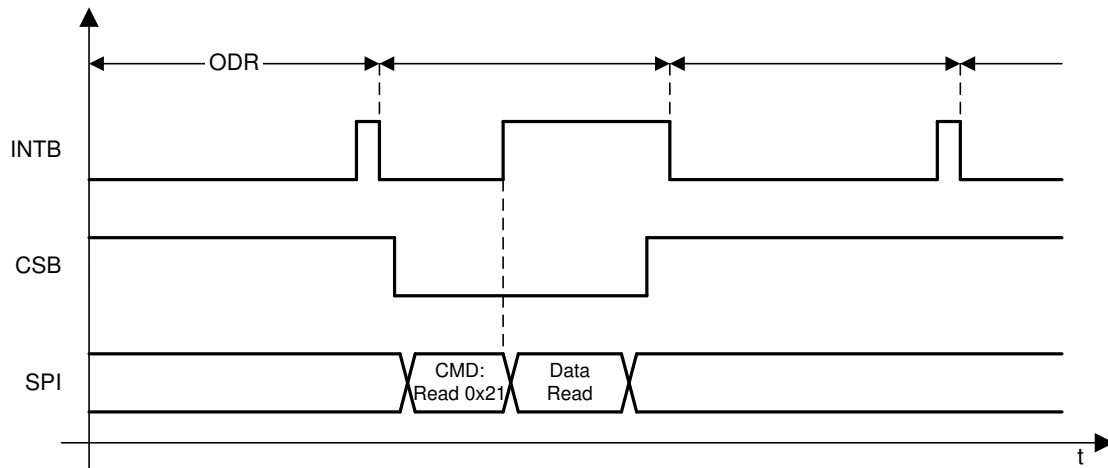 ODR
INTB
CSB
SPI
CMD:
Read 0x21
Data
Read
t